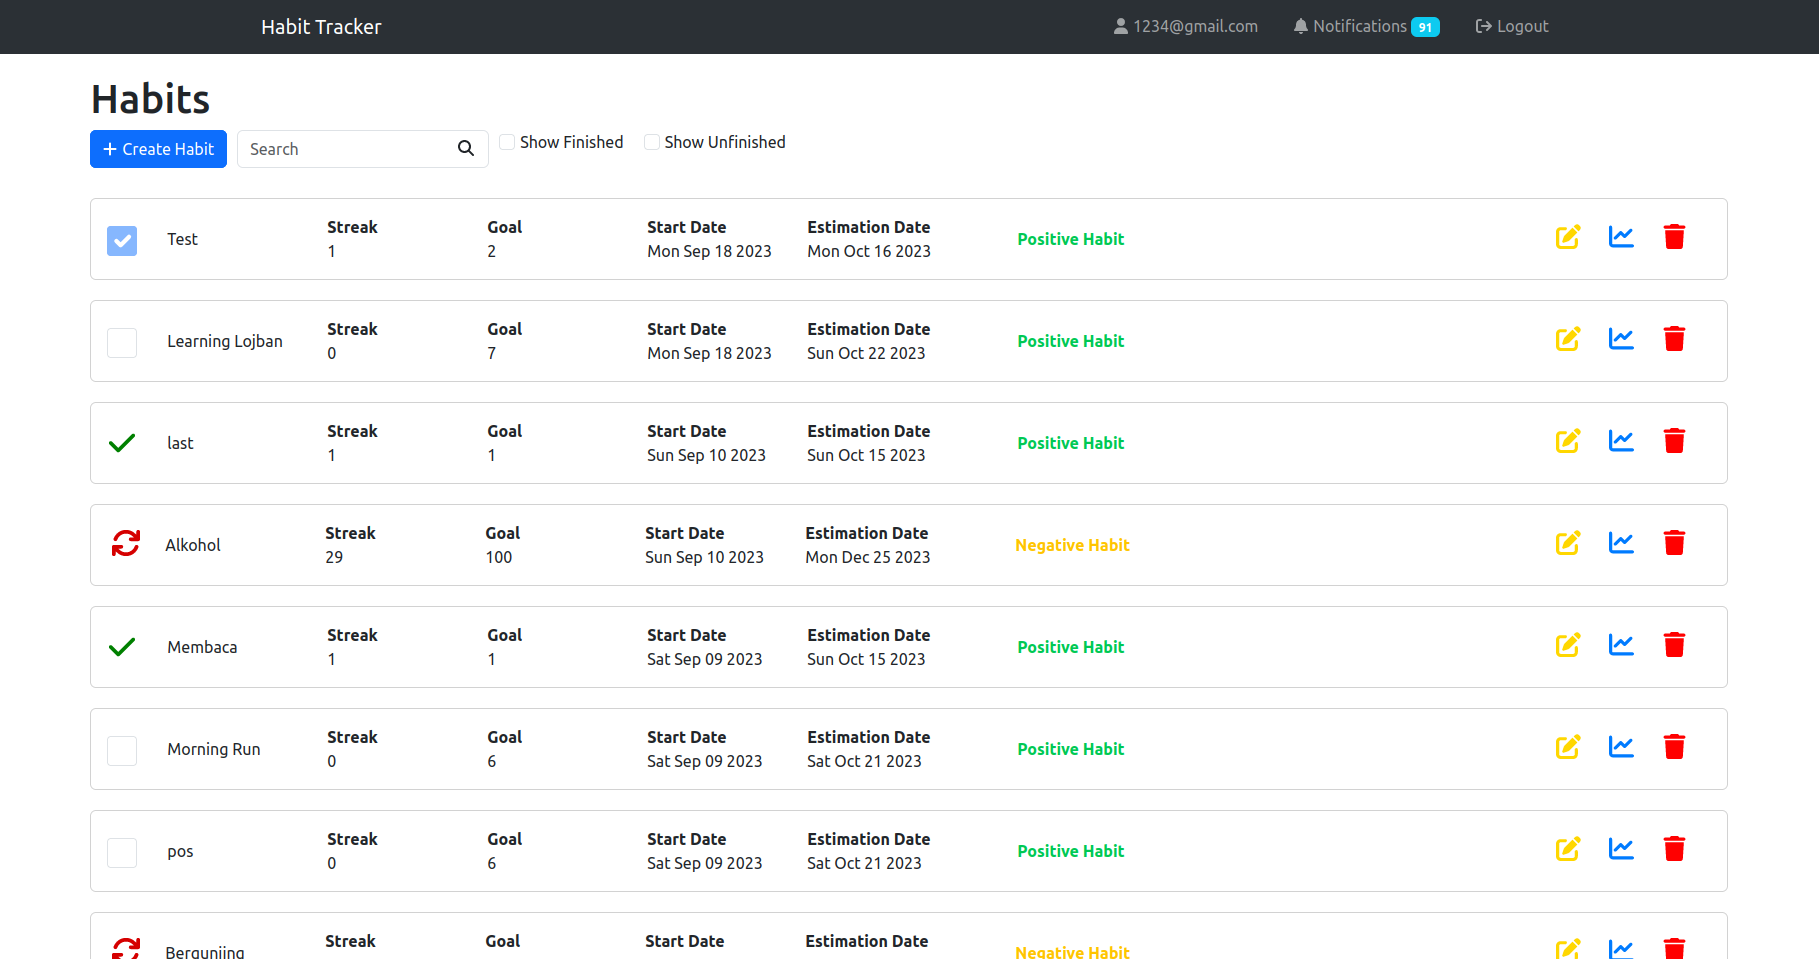 Habit Tracker 1234@gmail.com Notifications 91 Logout
Habits
Create Habit Search Show Finished Show Unfinished
Test Streak Goal Start Date Estimation Date Positive Habit
1 2 Mon Sep 18 2023 Mon Oct 16 2023
Learning Lojban Streak Goal Start Date Estimation Date Positive Habit
0 7 Mon Sep 18 2023 Sun Oct 22 2023
last Streak Goal Start Date Estimation Date Positive Habit
1 1 Sun Sep 10 2023 Sun Oct 15 2023
Alkohol Streak Goal Start Date Estimation Date Negative Habit
29 100 Sun Sep 10 2023 Mon Dec 25 2023
Membaca Streak Goal Start Date Estimation Date Positive Habit
1 1 Sat Sep 09 2023 Sun Oct 15 2023
Morning Run Streak Goal Start Date Estimation Date Positive Habit
0 6 Sat Sep 09 2023 Sat Oct 21 2023
pos Streak Goal Start Date Estimation Date Positive Habit
0 6 Sat Sep 09 2023 Sat Oct 21 2023
Streak Goal Start Date Estimation Date
Negative Habit